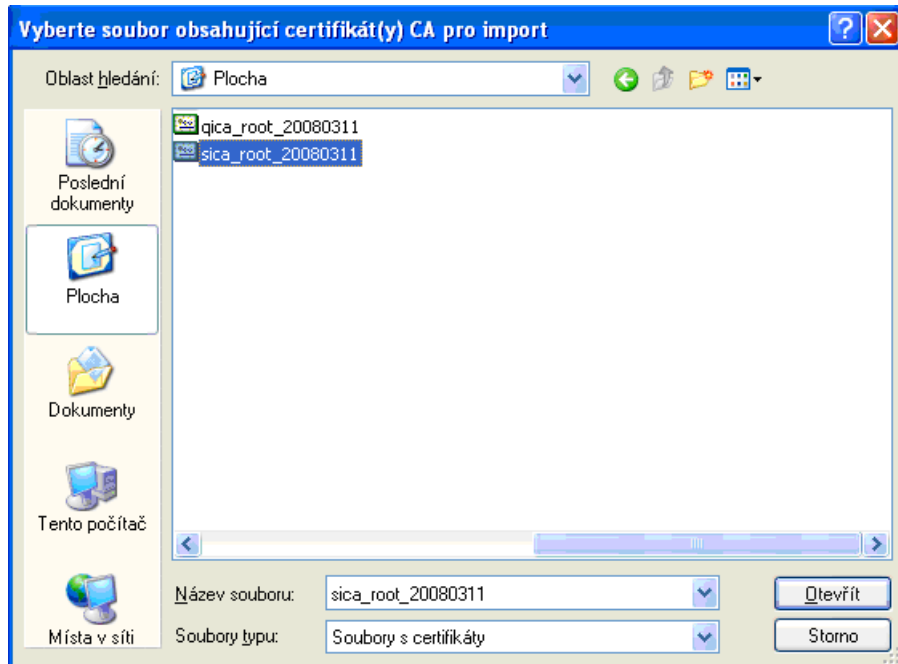 Vyberte soubor obsahující certifikát(y) CA pro import
Oblast hledání:
Plocha
qica_root_20080311
sica_root_20080311
Poslední
dokumenty
Plocha
Dokumenty
Tento počítač
Místa v síti
Název souboru:
sica_root_20080311
Otevřít
Soubory typu:
Soubory s certifikáty
Storno